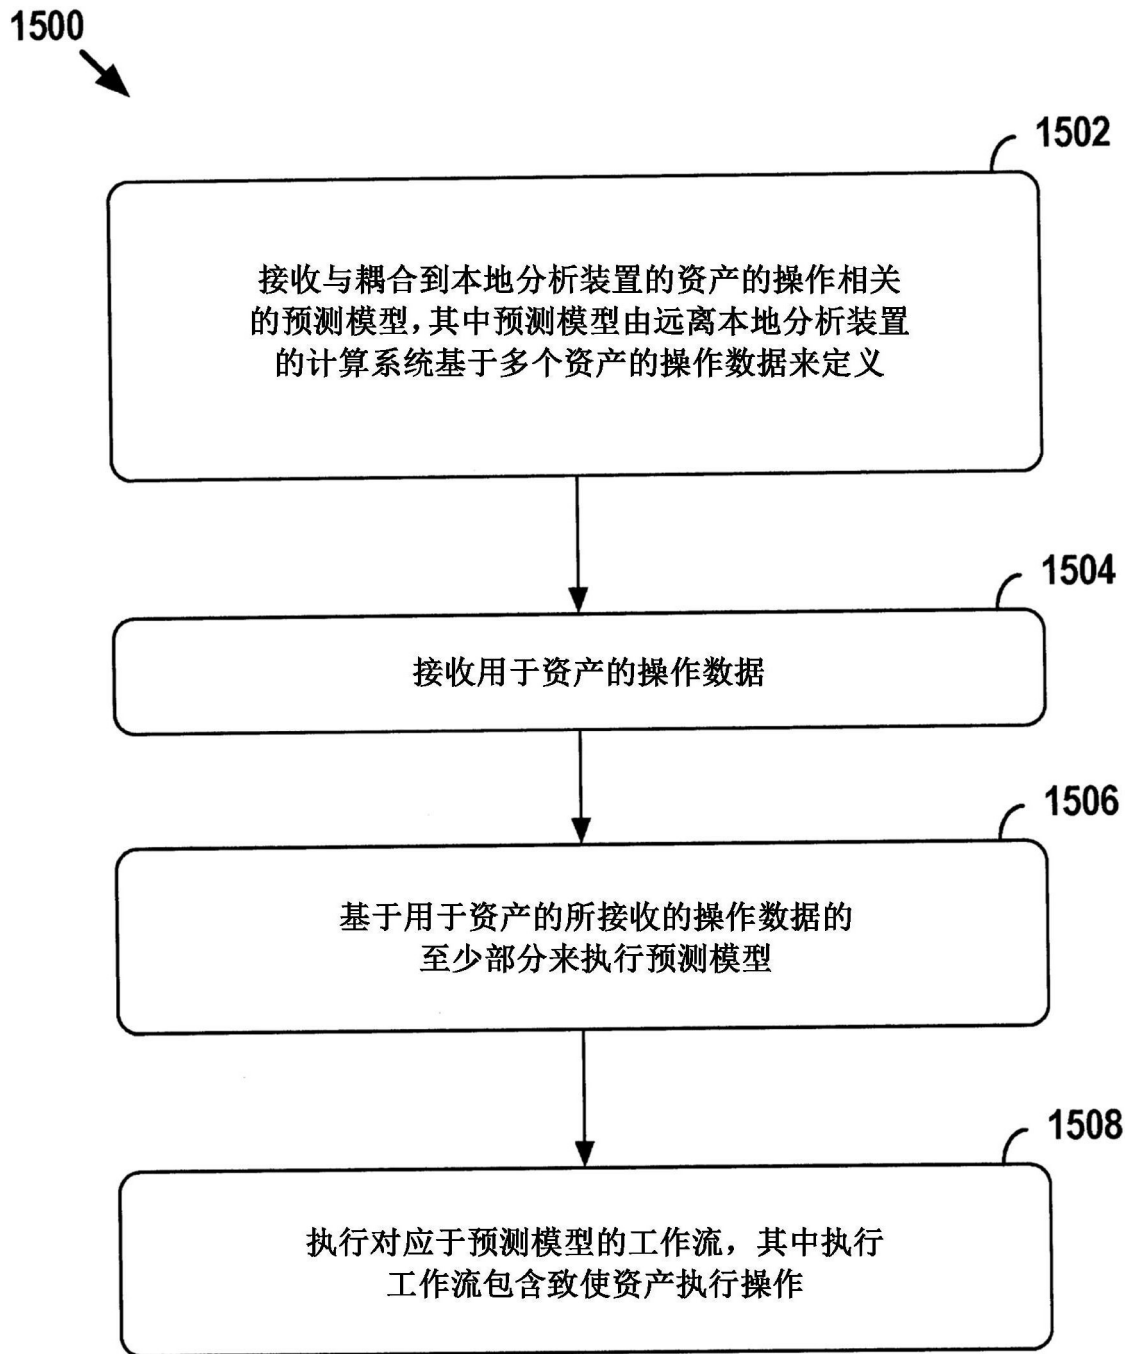 1500
1502
接收与耦合到本地分析装置的资产的操作相关
的预测模型,其中预测模型由远离本地分析装置
的计算系统基于多个资产的操作数据来定义
1504
接收用于资产的操作数据
1506
基于用于资产的所接收的操作数据的
至少部分来执行预测模型
1508
执行对应于预测模型的工作流，其中执行
工作流包含致使资产执行操作